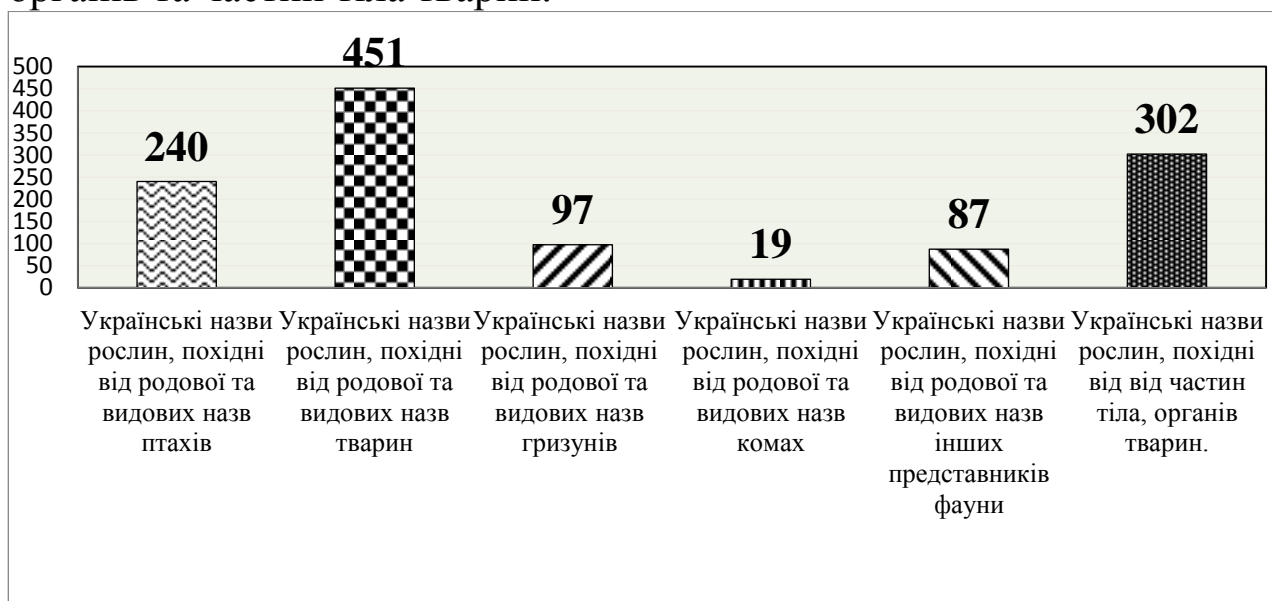 органів та частин тіла тварин.
500
450
400
350
300
250
200
150
100
50
0
240
451
97
19
87
302
Українські назви рослин, похідні від родової та видових назв птахів
Українські назви рослин, похідні від родової та видових назв тварин
Українські назви рослин, похідні від родової та видових назв гризунів
Українські назви рослин, похідні від родової та видових назв комах
Українські назви рослин, похідні від родової та видових назв інших представників фауни
Українські назви рослин, похідні від від частин тіла, органів тварин.